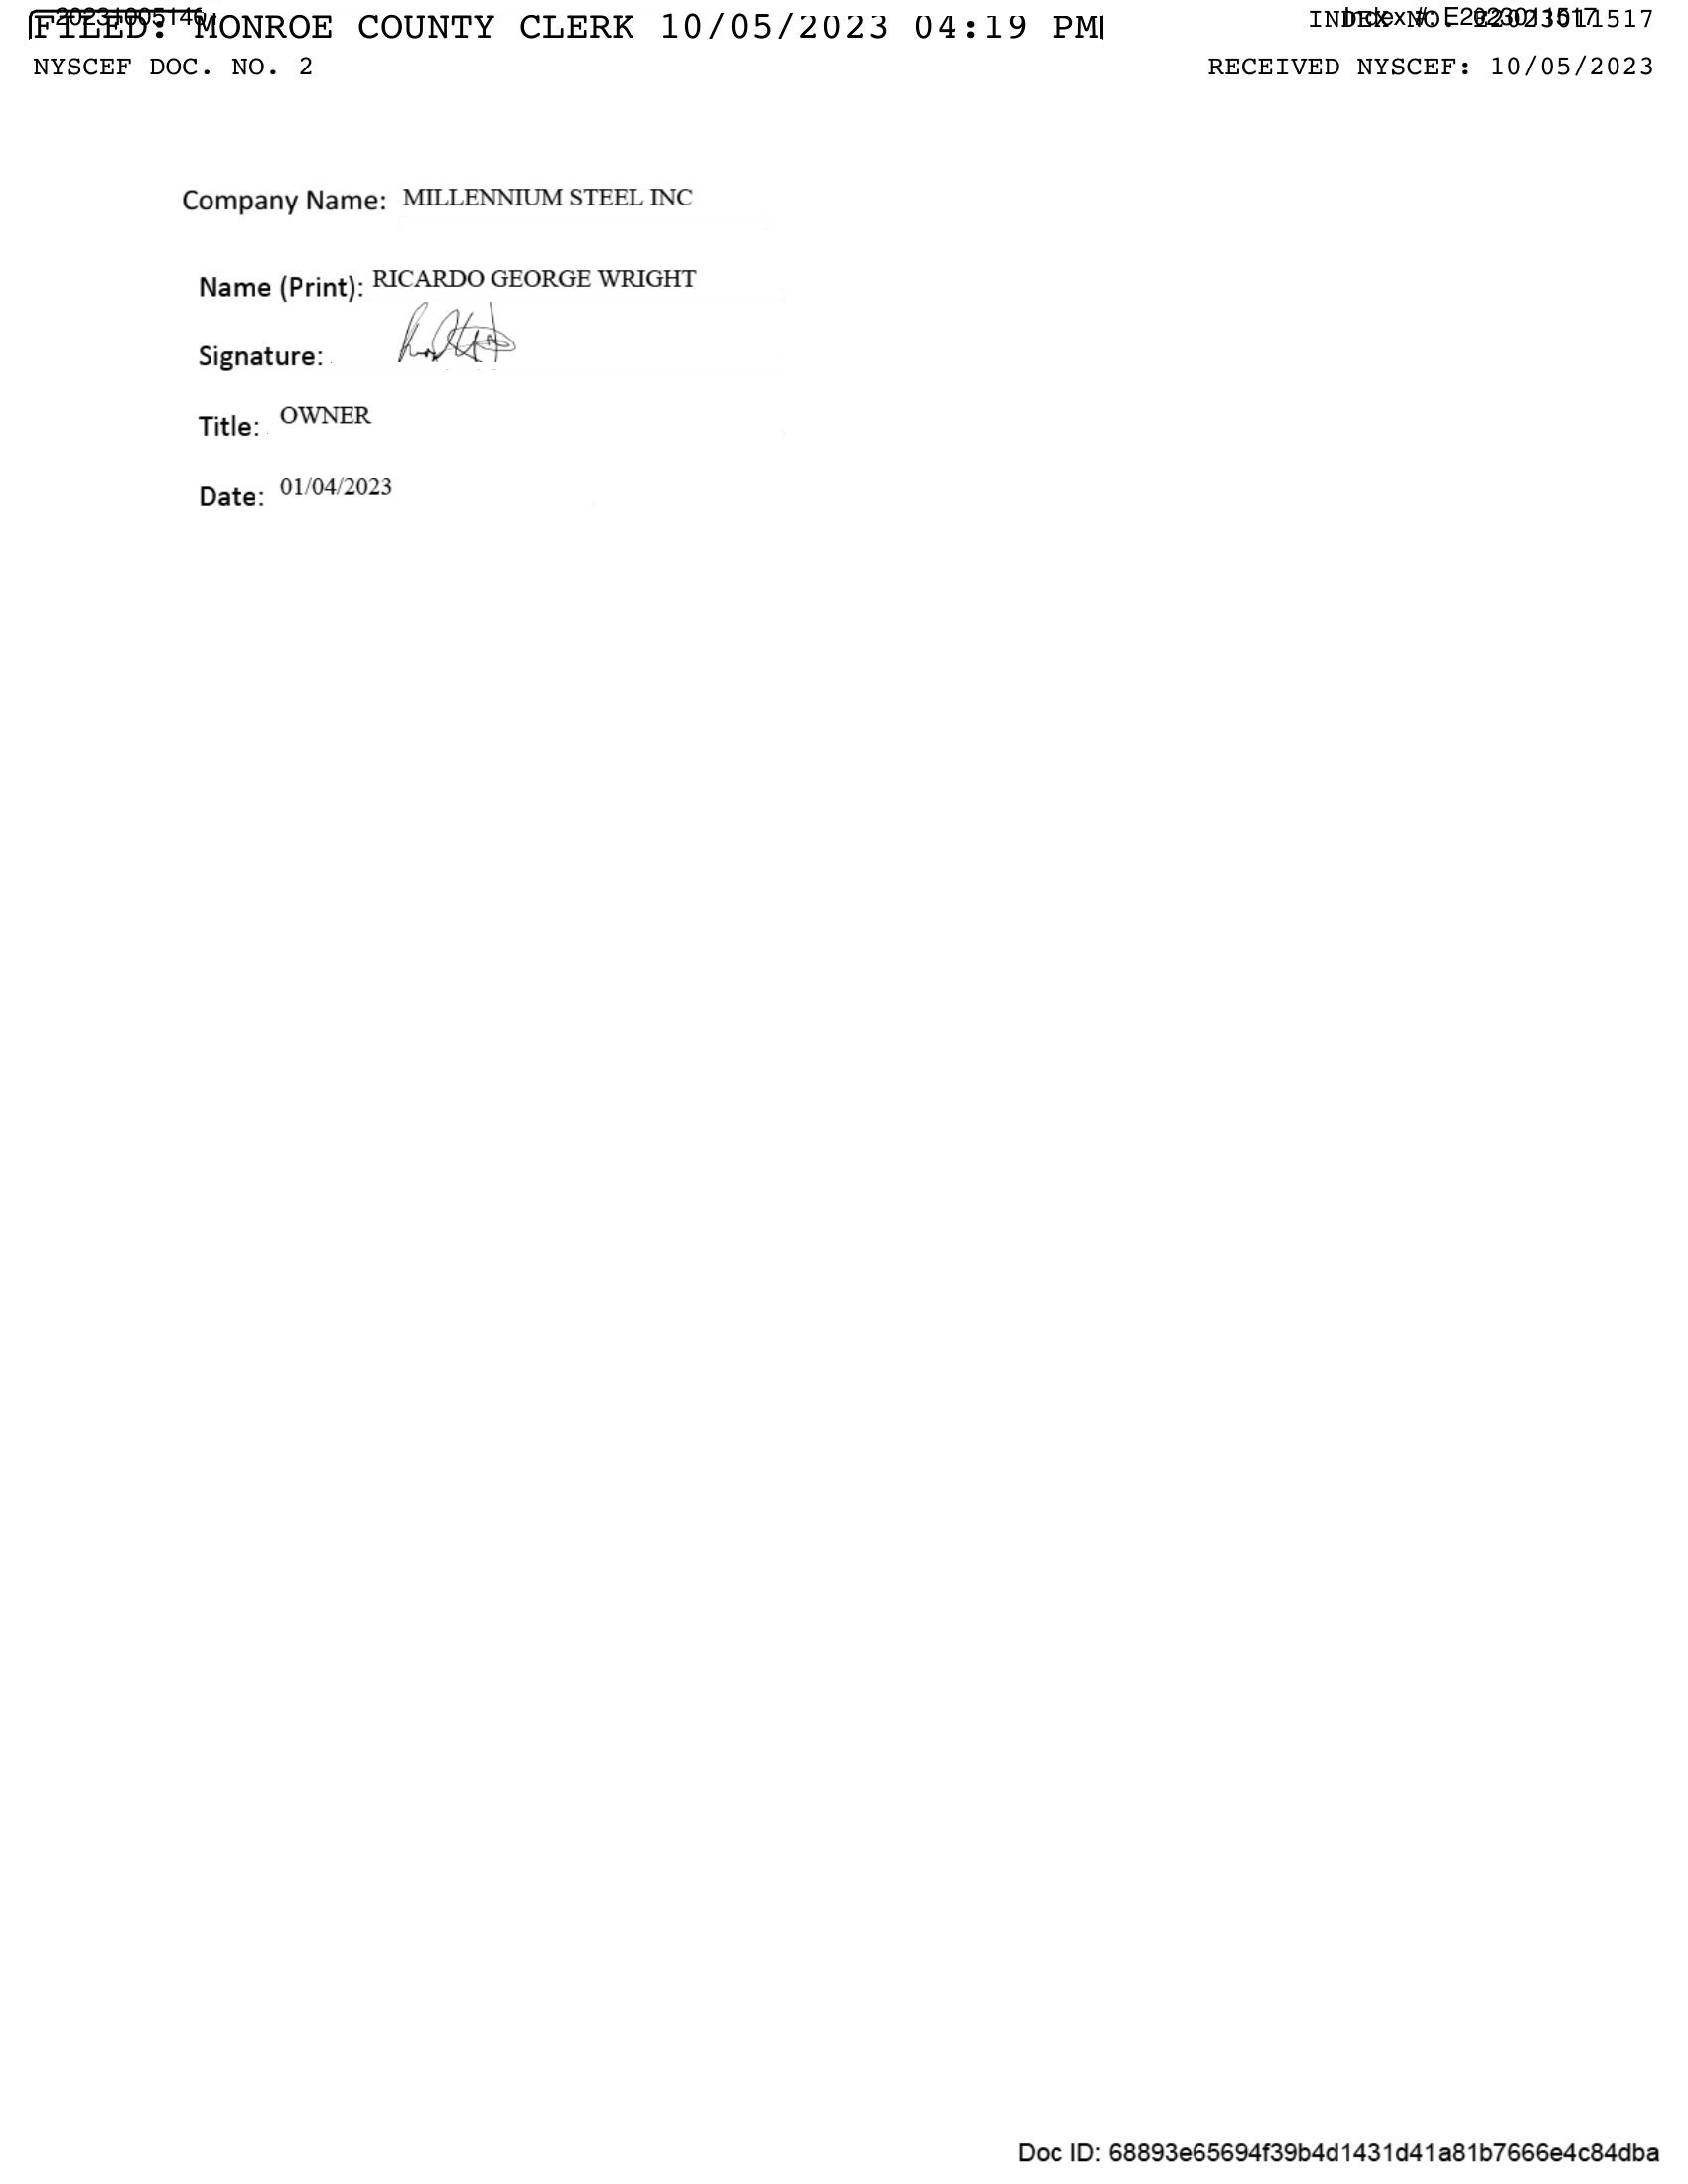 202310051464
FILED: MONROE COUNTY CLERK 10/05/2023 04:19 PM
INDEX NO. E2023011517
Index #: E2023011517
NYSCEF DOC. NO. 2
RECEIVED NYSCEF: 10/05/2023
Company Name: MILLENNIUM STEEL INC
Name (Print): RICARDO GEORGE WRIGHT
Signature:
Title: OWNER
Date: 01/04/2023
Doc ID: 68893e65694f39b4d1431d41a81b7666e4c84dba